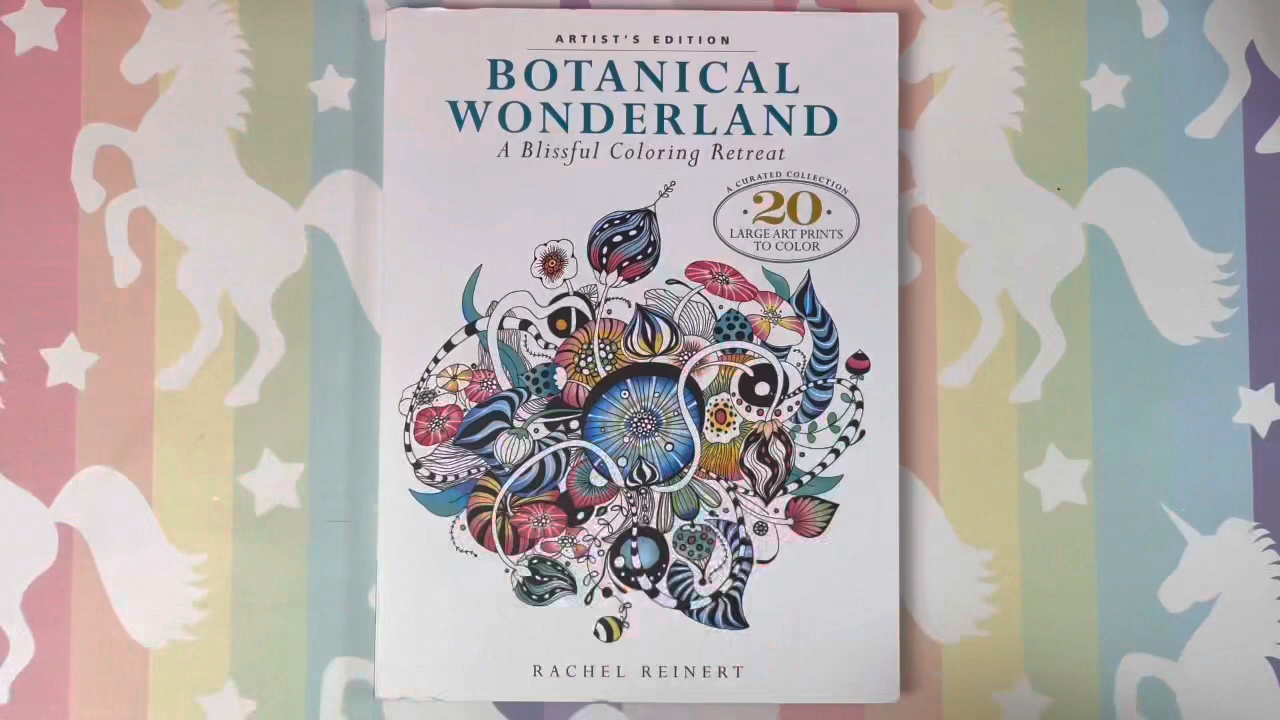 ARTIST'S EDITION
BOTANICAL
WONDERLAND
A Blissful Coloring Retreat
A CURATED COLLECTION
· 20 ·
LARGE ART PRINTS
TO COLOR
RACHEL REINERT